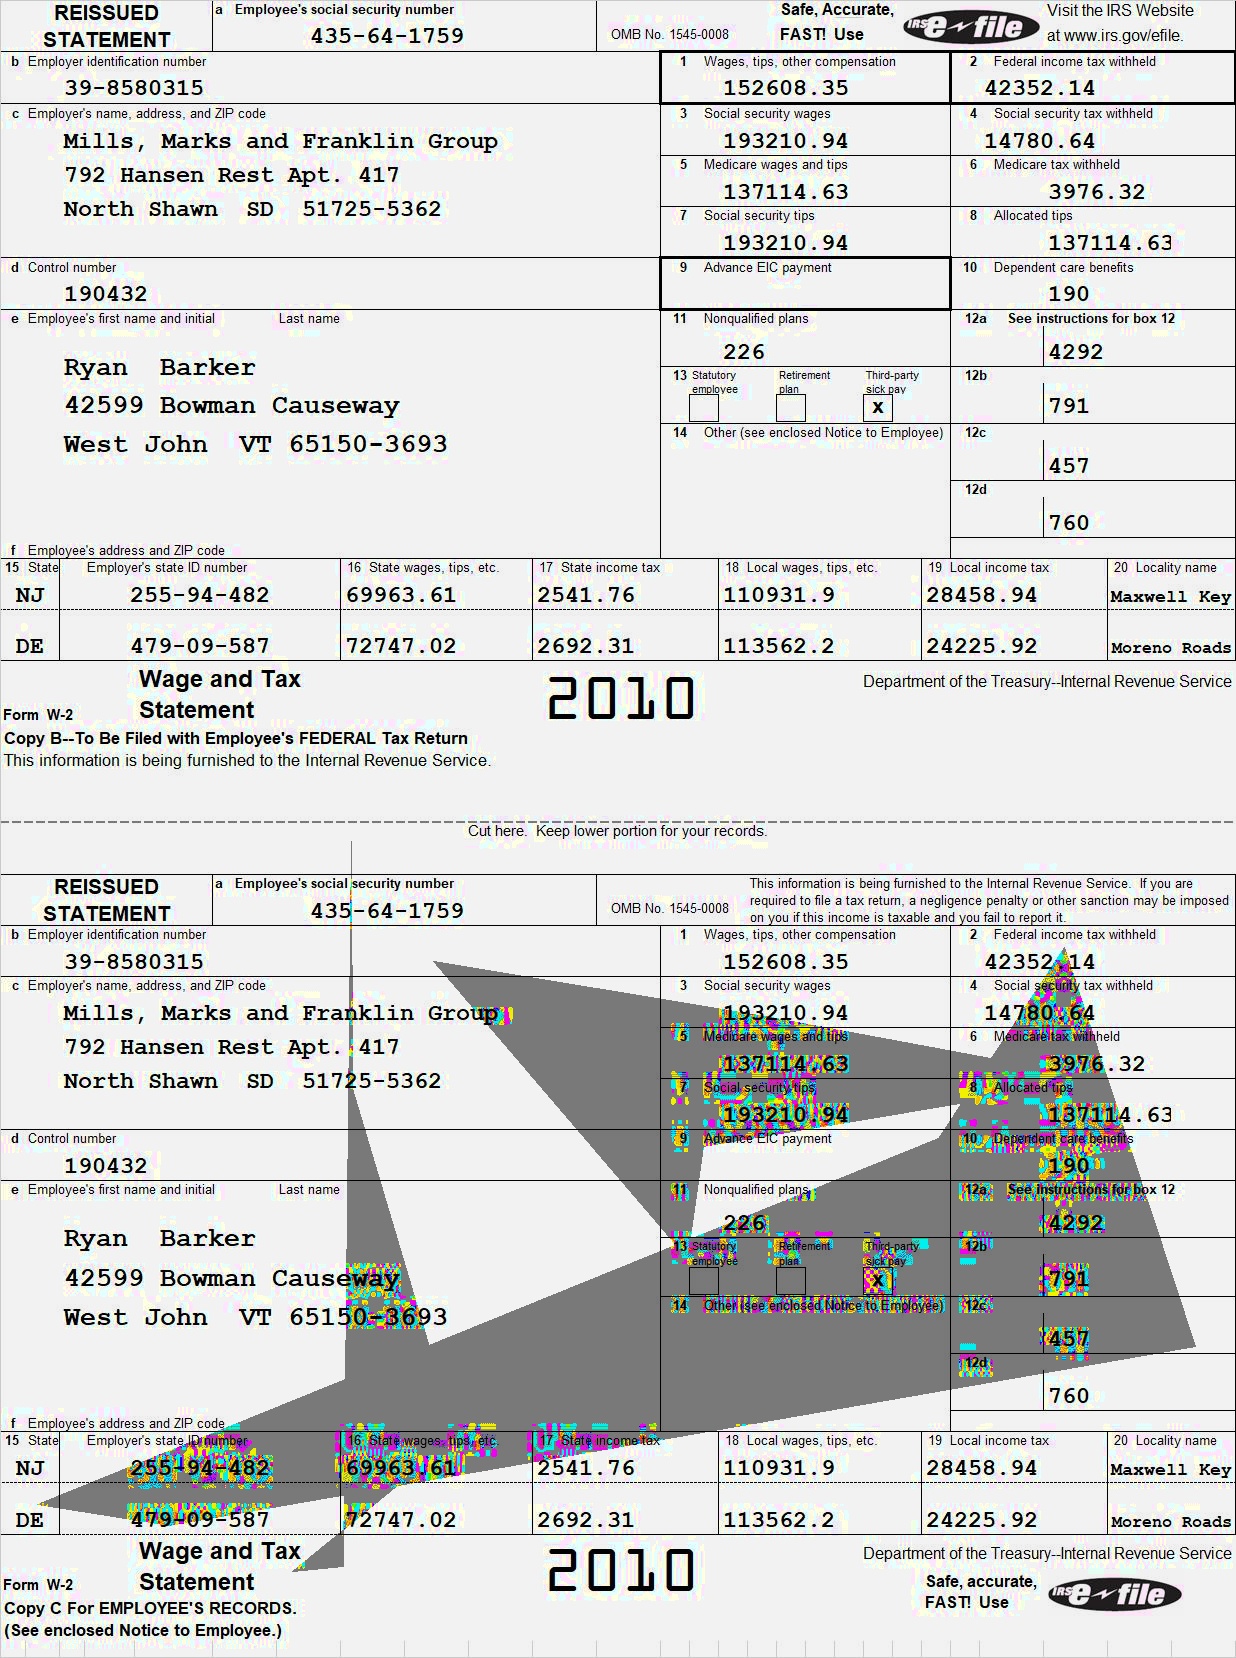 REISSUED STATEMENT
a Employee's social security number
435-64-1759
OMB No. 1545-0008
Safe, Accurate,
FAST! Use
IRS e-file
Visit the IRS Website
at www.irs.gov/efile.
b Employer identification number
39-8580315
1 Wages, tips, other compensation
152608.35
2 Federal income tax withheld
42352.14
c Employer's name, address, and ZIP code
Mills, Marks and Franklin Group
792 Hansen Rest Apt. 417
North Shawn SD 51725-5362
3 Social security wages
193210.94
4 Social security tax withheld
14780.64
5 Medicare wages and tips
137114.63
6 Medicare tax withheld
3976.32
7 Social security tips
193210.94
8 Allocated tips
137114.63
d Control number
190432
9 Advance EIC payment
10 Dependent care benefits
190
e Employee's first name and initial Last name
Ryan Barker
42599 Bowman Causeway
West John VT 65150-3693
11 Nonqualified plans
226
12a See instructions for box 12
4292
13 Statutory employee
Retirement plan
Third-party sick pay
X
12b
791
14 Other (see enclosed Notice to Employee)
12c
457
12d
760
f Employee's address and ZIP code
15 State Employer's state ID number 16 State wages, tips, etc. 17 State income tax 18 Local wages, tips, etc. 19 Local income tax 20 Locality name
NJ 255-94-482 69963.61 2541.76 110931.9 28458.94 Maxwell Key
DE 479-09-587 72747.02 2692.31 113562.2 24225.92 Moreno Roads
Form W-2 Wage and Tax Statement
2010
Department of the Treasury--Internal Revenue Service
Copy B--To Be Filed with Employee's FEDERAL Tax Return
This information is being furnished to the Internal Revenue Service.
Cut here. Keep lower portion for your records.
REISSUED STATEMENT
a Employee's social security number
435-64-1759
OMB No. 1545-0008
This information is being furnished to the Internal Revenue Service. If you are
required to file a tax return, a negligence penalty or other sanction may be imposed
on you if this income is taxable and you fail to report it.
b Employer identification number
39-8580315
1 Wages, tips, other compensation
152608.35
2 Federal income tax withheld
42352.14
c Employer's name, address, and ZIP code
Mills, Marks and Franklin Group
792 Hansen Rest Apt. 417
North Shawn SD 51725-5362
3 Social security wages
193210.94
4 Social security tax withheld
14780.64
5 Medicare wages and tips
137114.63
6 Medicare tax withheld
3976.32
7 Social security tips
193210.94
8 Allocated tips
137114.63
d Control number
190432
9 Advance EIC payment
10 Dependent care benefits
190
e Employee's first name and initial Last name
Ryan Barker
42599 Bowman Causeway
West John VT 65150-3693
11 Nonqualified plans
226
12a See instructions for box 12
4292
13 Statutory employee
Retirement plan
Third-party sick pay
X
12b
791
14 Other (see enclosed Notice to Employee)
12c
457
12d
760
f Employee's address and ZIP code
15 State Employer's state ID number 16 State wages, tips, etc. 17 State income tax 18 Local wages, tips, etc. 19 Local income tax 20 Locality name
NJ 255-94-482 69963.61 2541.76 110931.9 28458.94 Maxwell Key
DE 479-09-587 72747.02 2692.31 113562.2 24225.92 Moreno Roads
Form W-2 Wage and Tax Statement
2010
Department of the Treasury--Internal Revenue Service
Safe, accurate,
FAST! Use
IRS e-file
Copy C For EMPLOYEE'S RECORDS.
(See enclosed Notice to Employee.)